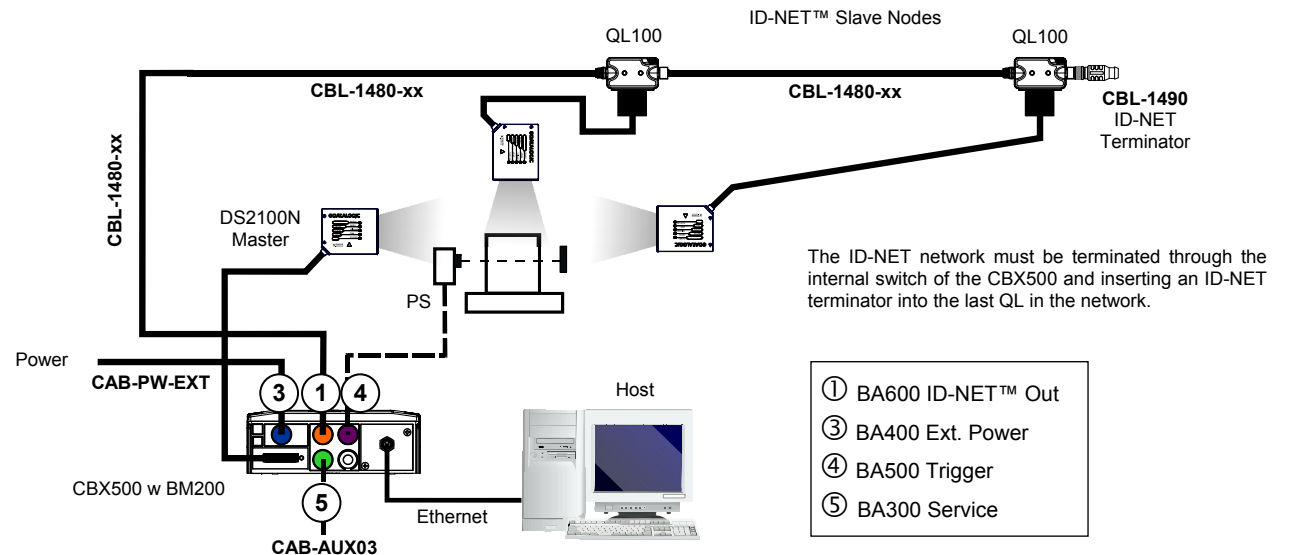 ID-NET™ Slave Nodes
QL100
QL100
CBL-1480-xx
CBL-1480-xx
CBL-1490
ID-NET
Terminator
CBL-1480-xx
DS2100N
Master
PS
The ID-NET network must be terminated through the
internal switch of the CBX500 and inserting an ID-NET
terminator into the last QL in the network.
Power
CAB-PW-EXT
3
1
4
Host
① BA600 ID-NET™ Out
③ BA400 Ext. Power
④ BA500 Trigger
⑤ BA300 Service
CBX500 w BM200
5
Ethernet
CAB-AUX03